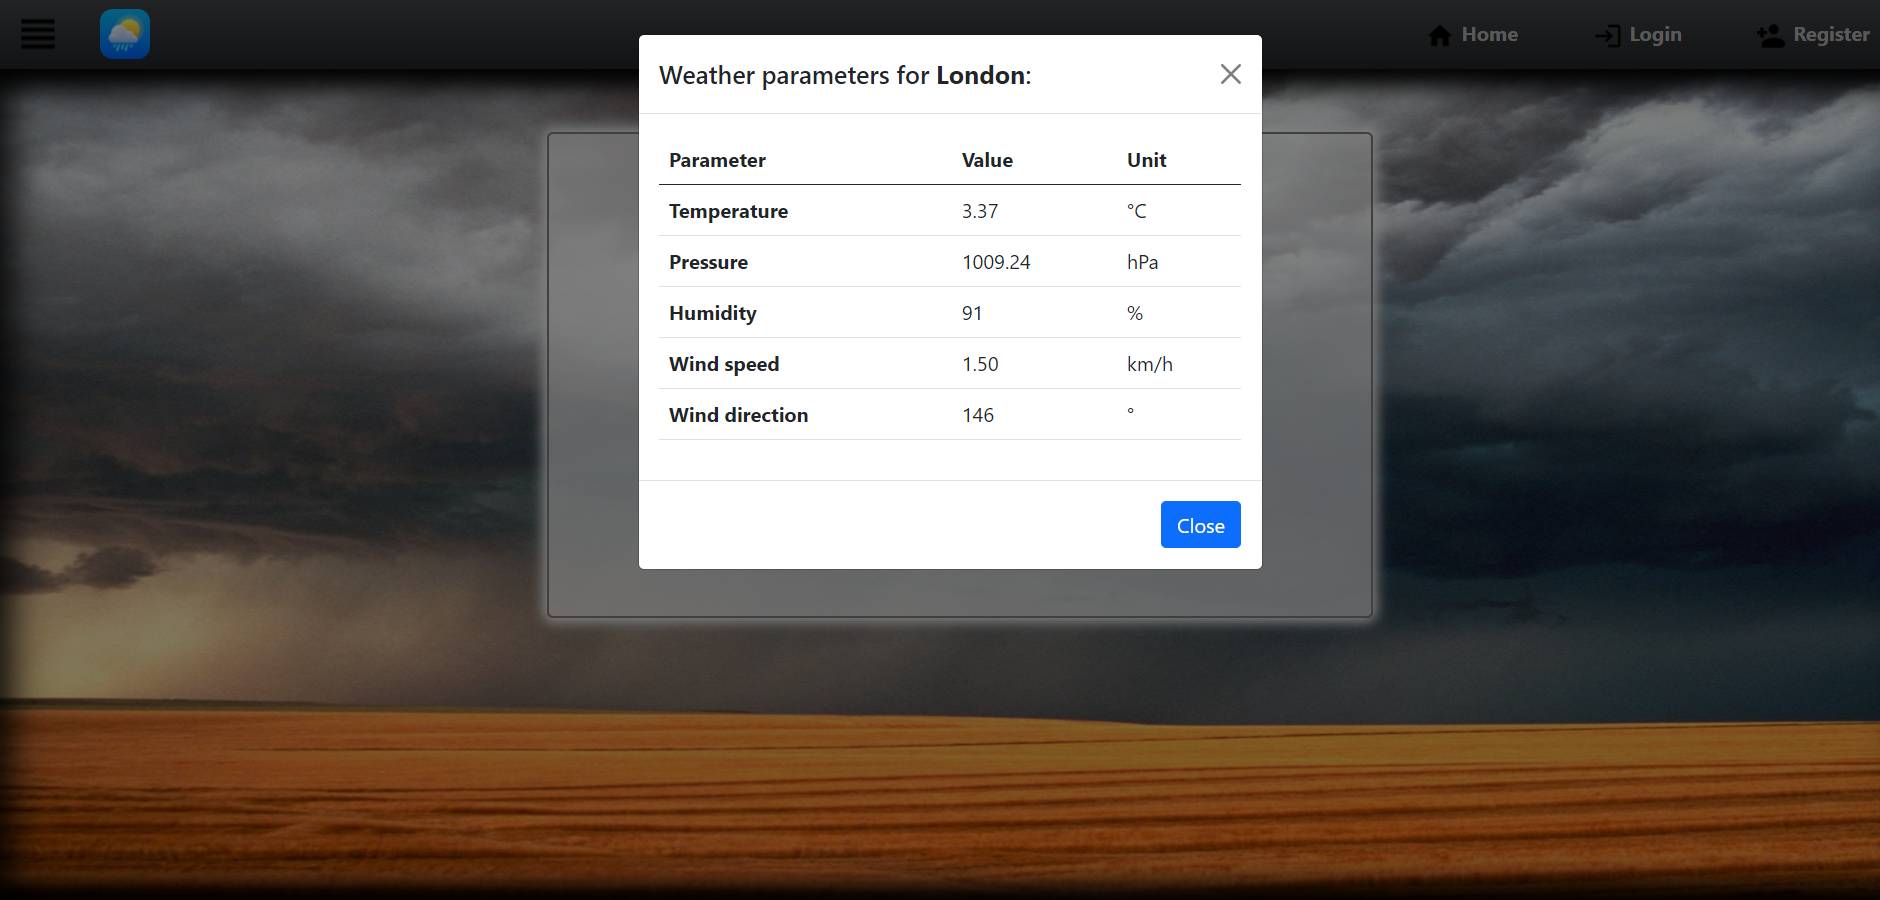 Home Login Register
Weather parameters for London:
Parameter Value Unit
Temperature 3.37 °C
Pressure 1009.24 hPa
Humidity 91 %
Wind speed 1.50 km/h
Wind direction 146 °
Close